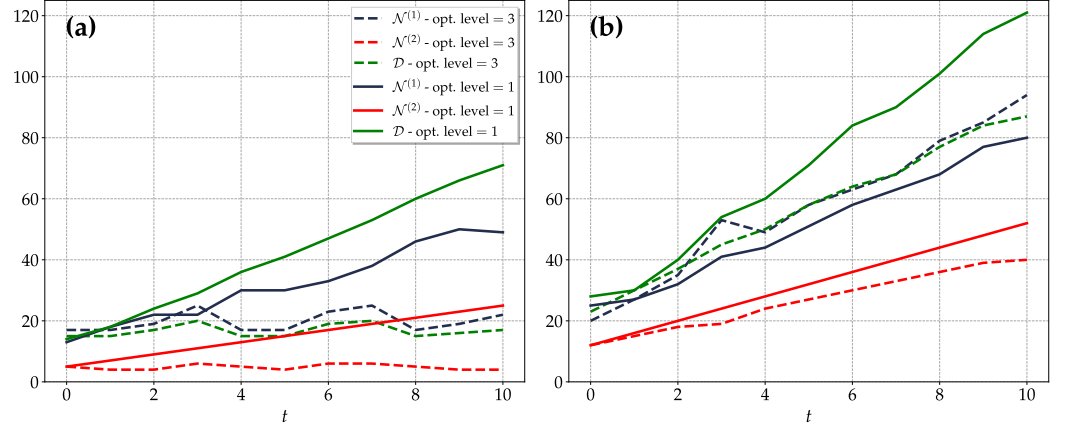 (a)
𝒩⁽¹⁾ - opt. level = 3
𝒩⁽²⁾ - opt. level = 3
𝒟 - opt. level = 3
𝒩⁽¹⁾ - opt. level = 1
𝒩⁽²⁾ - opt. level = 1
𝒟 - opt. level = 1
120
100
80
60
40
20
0
0 2 4 6 8 10
t
(b)
120
100
80
60
40
20
0
0 2 4 6 8 10
t